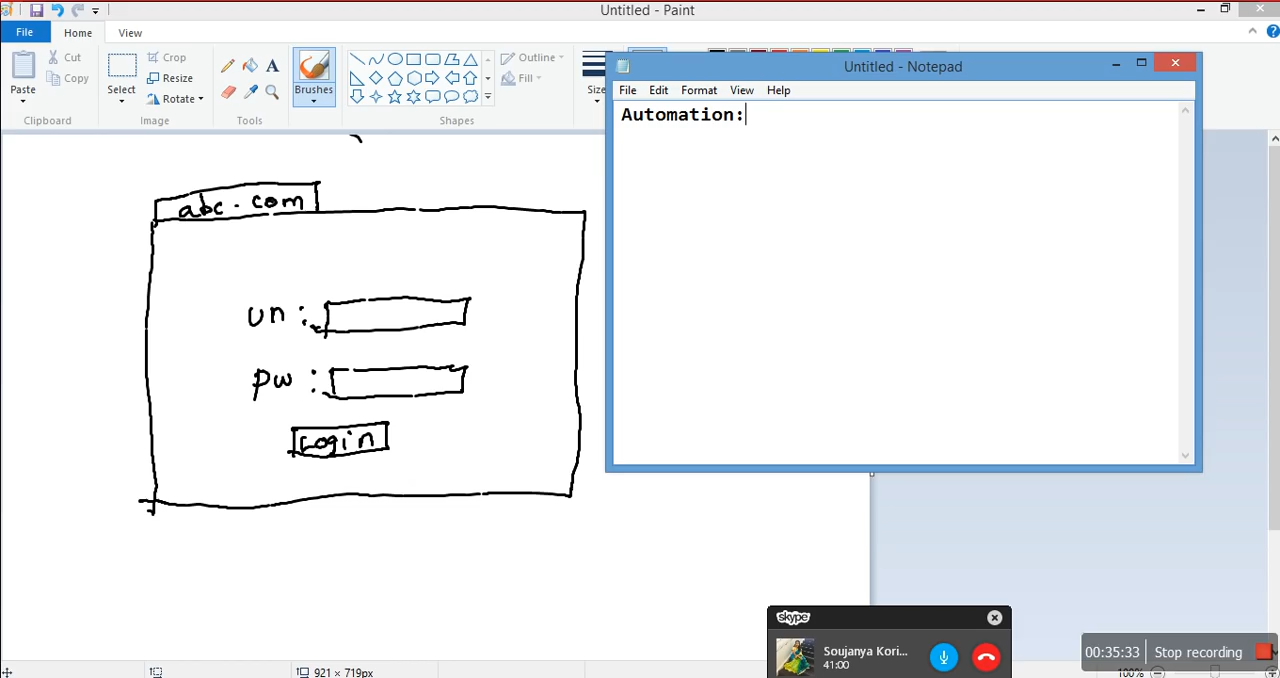 Untitled - Paint
File Home View
Cut
Copy
Paste
Clipboard
Select
Crop
Resize
Rotate
Image
A
Tools
Brushes
Shapes
Outline
Fill
Size
Untitled - Notepad
File Edit Format View Help
Automation:
abc.com
un :
pw :
Login
skype
Soujanya Kori...
41:00
00:35:33 Stop recording
921 × 719px
100%